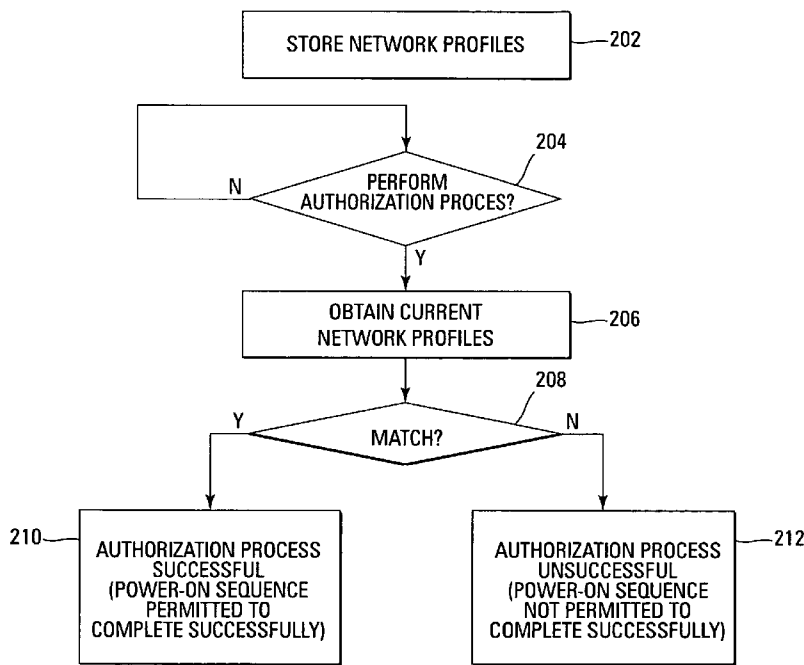 STORE NETWORK PROFILES
202
204
PERFORM
AUTHORIZATION PROCES?
N
Y
OBTAIN CURRENT
NETWORK PROFILES
206
208
Y
MATCH?
N
210
AUTHORIZATION PROCESS
SUCCESSFUL
(POWER-ON SEQUENCE
PERMITTED TO
COMPLETE SUCCESSFULLY)
AUTHORIZATION PROCESS
UNSUCCESSFUL
(POWER-ON SEQUENCE
NOT PERMITTED TO
COMPLETE SUCCESSFULLY)
212